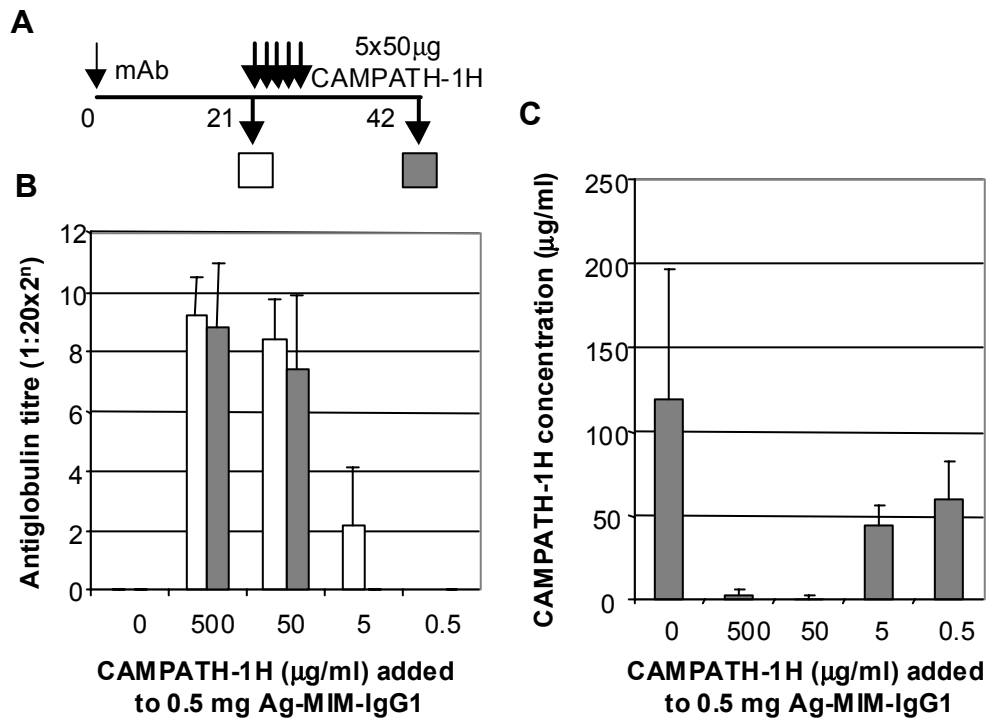 A
mAb
5x50μg
CAMPATH-1H
0
21
42
B
Antiglobulin titre (1:20x2ⁿ)
12
10
8
6
4
2
0
0 500 50 5 0.5
CAMPATH-1H (μg/ml) added
to 0.5 mg Ag-MIM-IgG1
C
CAMPATH-1H concentration (μg/ml)
250
200
150
100
50
0
0 500 50 5 0.5
CAMPATH-1H (μg/ml) added
to 0.5 mg Ag-MIM-IgG1